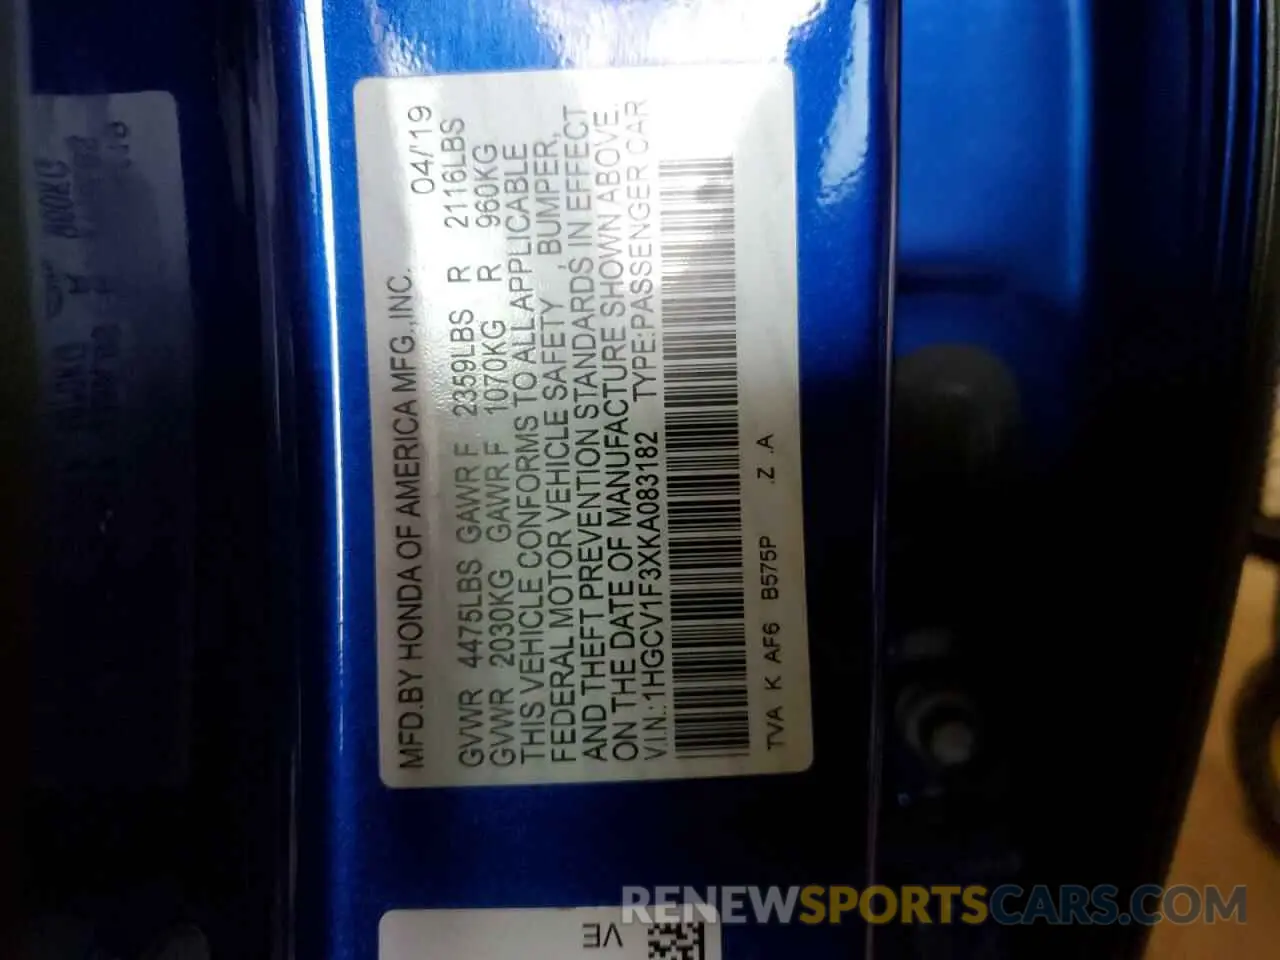 MFD.BY HONDA OF AMERICA MFG.,INC. 04/'19
GVWR 4475LBS GAWR F 2359LBS R 2116LBS
GVWR 2030KG GAWR F 1070KG R 960KG
THIS VEHICLE CONFORMS TO ALL APPLICABLE
FEDERAL MOTOR VEHICLE SAFETY , BUMPER,
AND THEFT PREVENTION STANDARDS IN EFFECT
ON THE DATE OF MANUFACTURE SHOWN ABOVE.
V.I.N.:1HGCV1F3XKA083182 TYPE:PASSENGER CAR
TVA K AF6 B575P .Z .A
VE
RENEWSPORTSCARS.COM